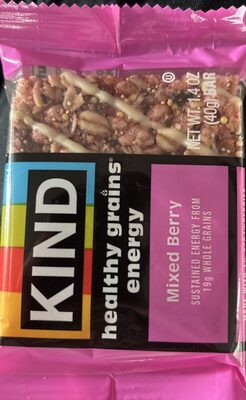 KIND
healthy grains®
energy
Mixed Berry
SUSTAINED ENERGY FROM
19g WHOLE GRAINS
NET WT 1.4 OZ
(40g) BAR